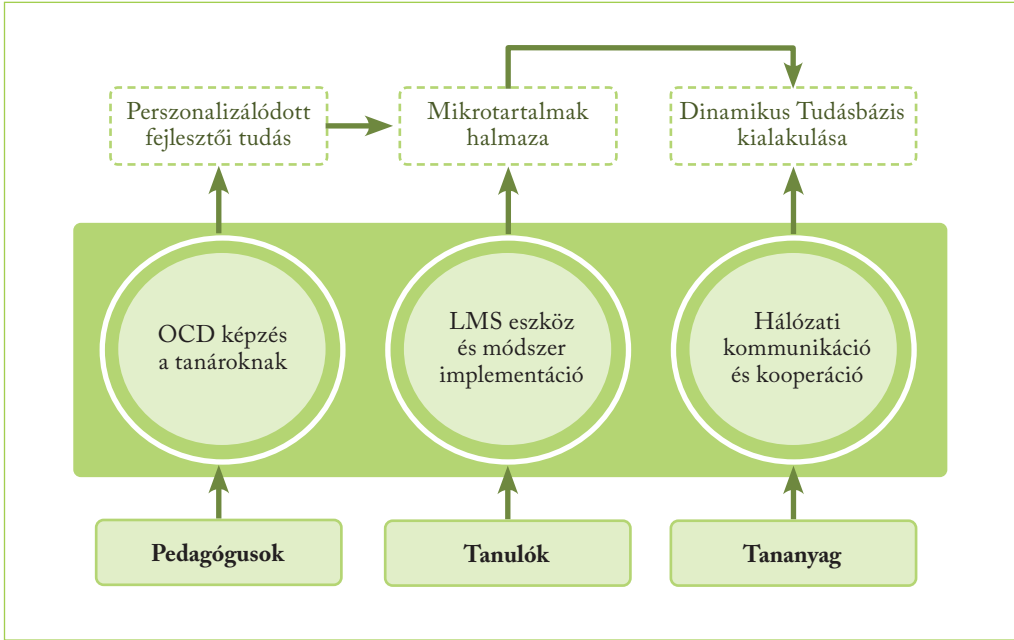 Perszonalizálódott
fejlesztői tudás
Mikrotartalmak
halmaza
Dinamikus Tudásbázis
kialakulása
OCD képzés
a tanároknak
LMS eszköz
és módszer
implementáció
Hálózati
kommunikáció
és kooperáció
Pedagógusok
Tanulók
Tananyag